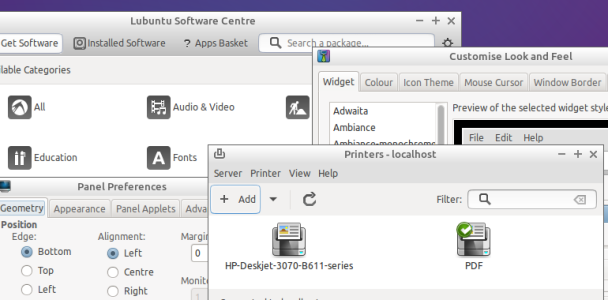 Lubuntu Software Centre
Get Software
Installed Software
? Apps Basket
Search a package...
lable Categories
All
Audio & Video
Education
Fonts
Customise Look and Feel
Widget
Colour
Icon Theme
Mouse Cursor
Window Border
Adwaita
Ambiance
Ambiance-monochrome
Preview of the selected widget style
File Edit Help
Panel Preferences
Geometry
Appearance
Panel Applets
Adva
Position
Edge:
Alignment:
Margin
Bottom
Left
0
Top
Centre
Monito
Left
Right
1
Printers - localhost
Server Printer View Help
+ Add
Filter:
HP-Deskjet-3070-B611-series
PDF